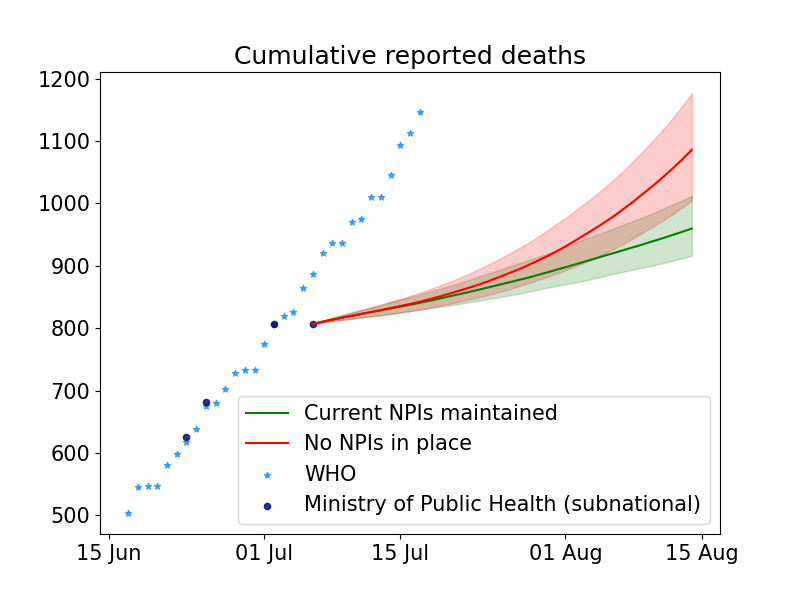 Cumulative reported deaths
1200
1100
1000
900
800
700
600
500
Current NPIs maintained
No NPIs in place
WHO
Ministry of Public Health (subnational)
15 Jun 01 Jul 15 Jul 01 Aug 15 Aug